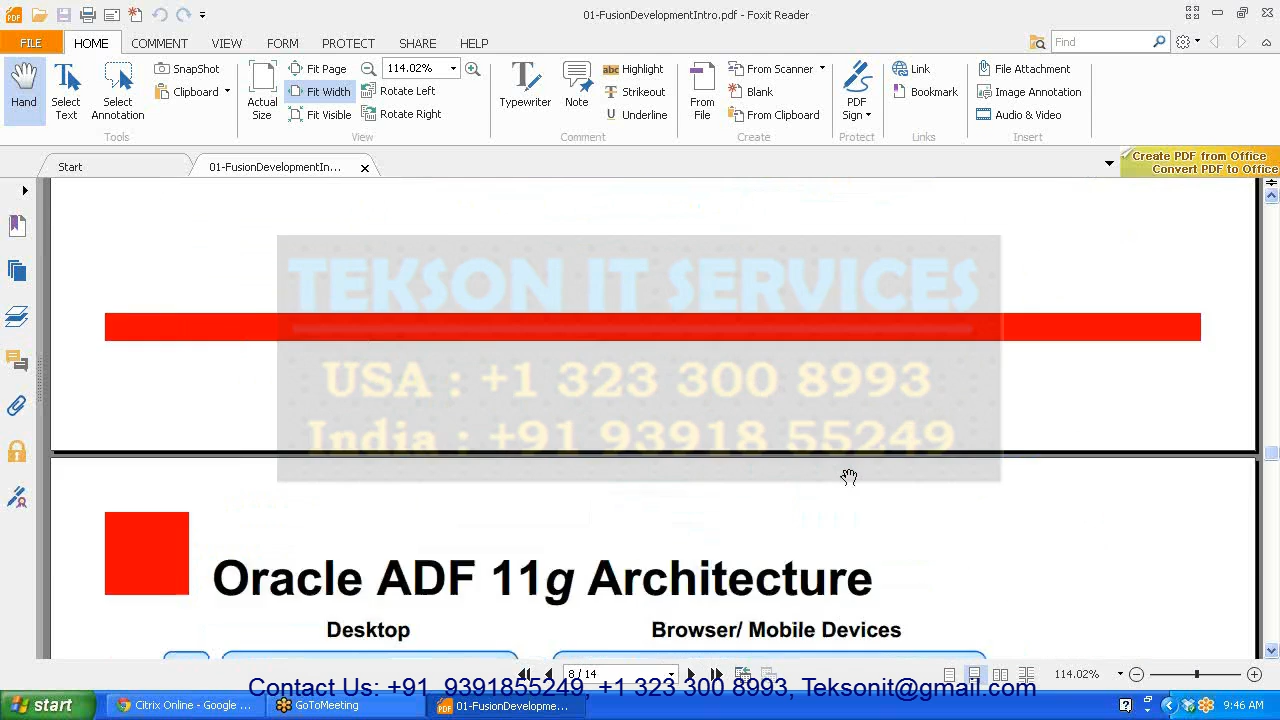 01-FusionDevelopmentIntro.pdf - Foxit Reader
FILE HOME COMMENT VIEW FORM PROTECT SHARE HELP Find
Hand
Select Text
Select Annotation
SnapShot
Clipboard
Tools
Actual Size
Fit Page
Fit Width
Fit Visible
114.02%
Rotate Left
Rotate Right
View
Typewriter
Note
Highlight
Strikeout
Underline
Comment
From File
From Scanner
Blank
From Clipboard
Create
PDF Sign
Protect
Link
Bookmark
Links
File Attachment
Image Annotation
Audio & Video
Insert
Start
01-FusionDevelopmentIn...
Create PDF from Office
Convert PDF to Office
TEKSON IT SERVICES
USA : +1 323 300 8993
India : +91 93918 55249
Oracle ADF 11g Architecture
Desktop Browser/ Mobile Devices
8 / 14
114.02%
Contact Us: +91 9391855249, +1 323 300 8993, Teksonit@gmail.com
start
Citrix Online - Google ...
GoToMeeting
01-FusionDevelopme...
9:46 AM